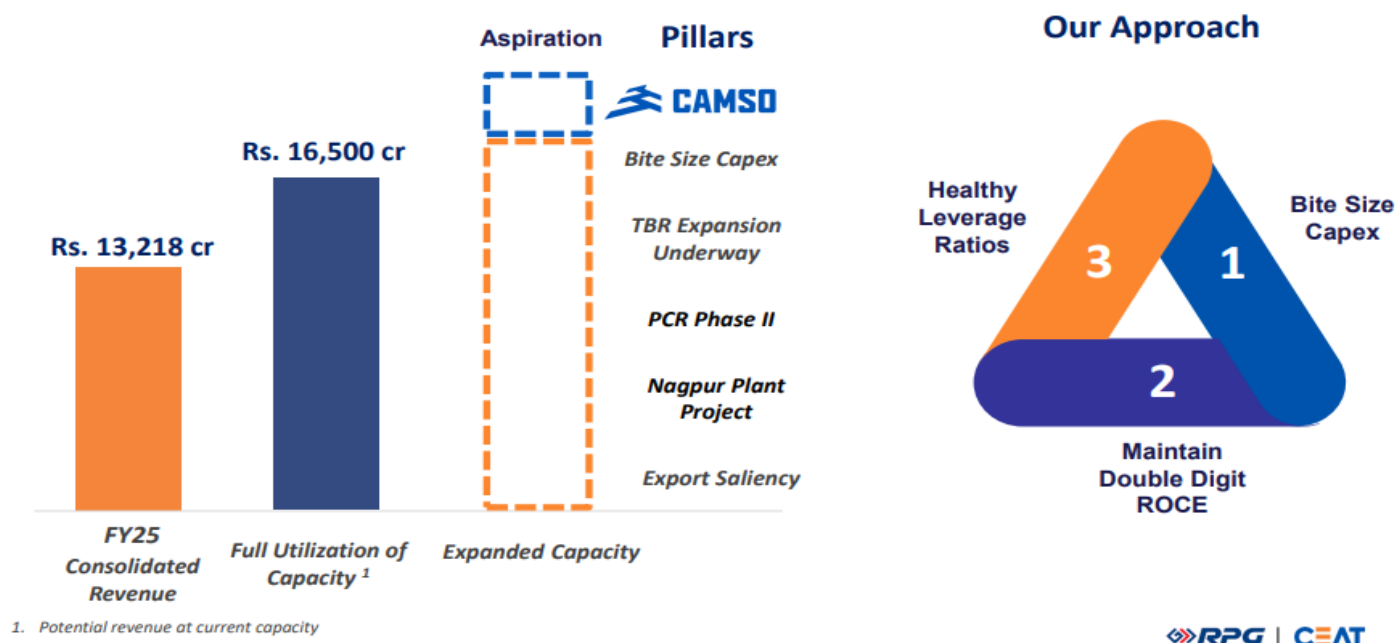 Aspiration
Pillars
CAMSO
Rs. 13,218 cr
Rs. 16,500 cr
Bite Size Capex
TBR Expansion
Underway
PCR Phase II
Nagpur Plant
Project
Export Saliency
FY25
Consolidated
Revenue
Full Utilization of
Capacity 1
Expanded Capacity
1. Potential revenue at current capacity
Our Approach
Healthy
Leverage
Ratios
3
1
Bite Size
Capex
2
Maintain
Double Digit
ROCE
RPG | CEAT